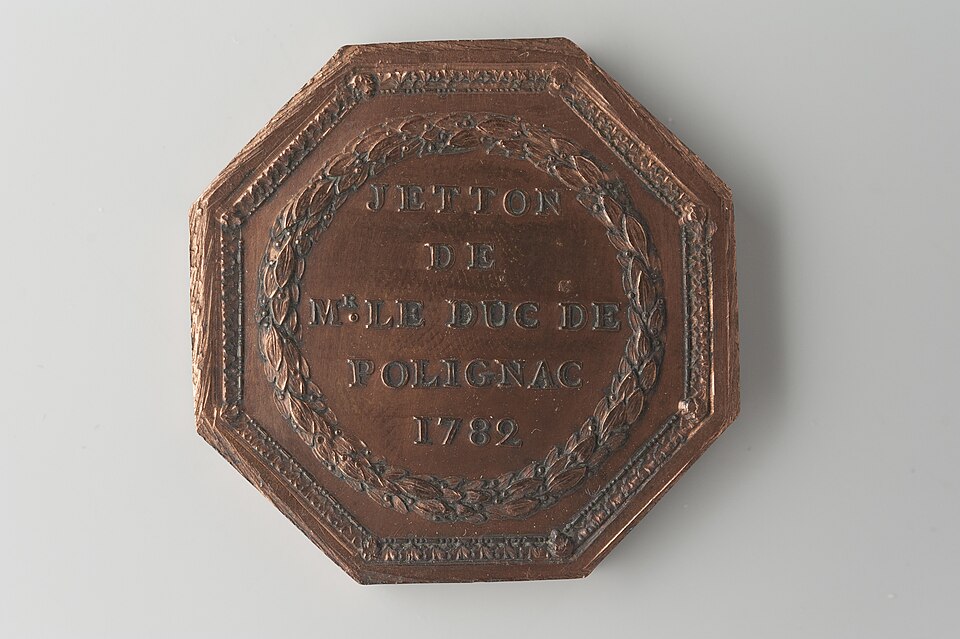 JETTON
DE
MR. LE DUC DE
POLIGNAC
1782